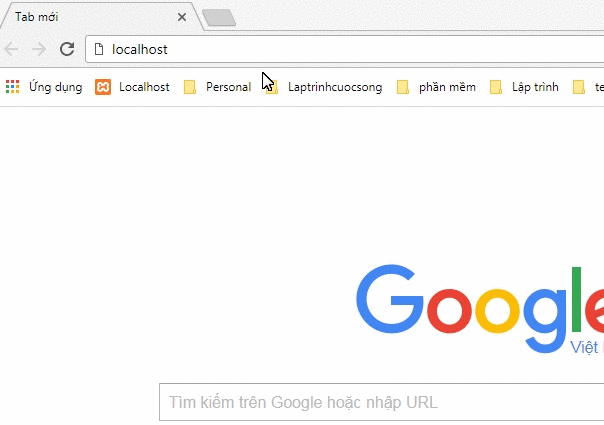 Tab mới
localhost
Ứng dụng Localhost Personal Laptrinhcuocsong phần mềm Lập trình te
Google
Việt
Tìm kiếm trên Google hoặc nhập URL